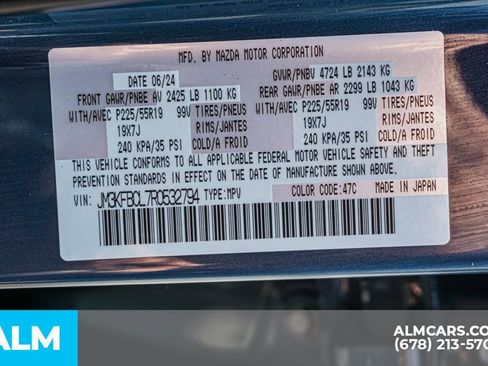 MFD. BY MAZDA MOTOR CORPORATION
DATE 06/24 GVWR/PNBV 4724 LB 2143 KG
FRONT GAWR/PNBE AV 2425 LB 1100 KG REAR GAWR/PNBE AR 2299 LB 1043 KG
WITH/AVEC P225/55R19 99V TIRES/PNEUS WITH/AVEC P225/55R19 99V TIRES/PNEUS
19X7J RIMS/JANTES 19X7J RIMS/JANTES
240 KPA/35 PSI COLD/A FROID 240 KPA/35 PSI COLD/A FROID
THIS VEHICLE CONFORMS TO ALL APPLICABLE FEDERAL MOTOR VEHICLE SAFETY AND THEFT
PREVENTION STANDARDS IN EFFECT ON THE DATE OF MANUFACTURE SHOWN ABOVE.
VIN: JM3KFBCL7R0532794 TYPE:MPV COLOR CODE:47C MADE IN JAPAN
ALM
ALMCARS.CO
(678) 213-570